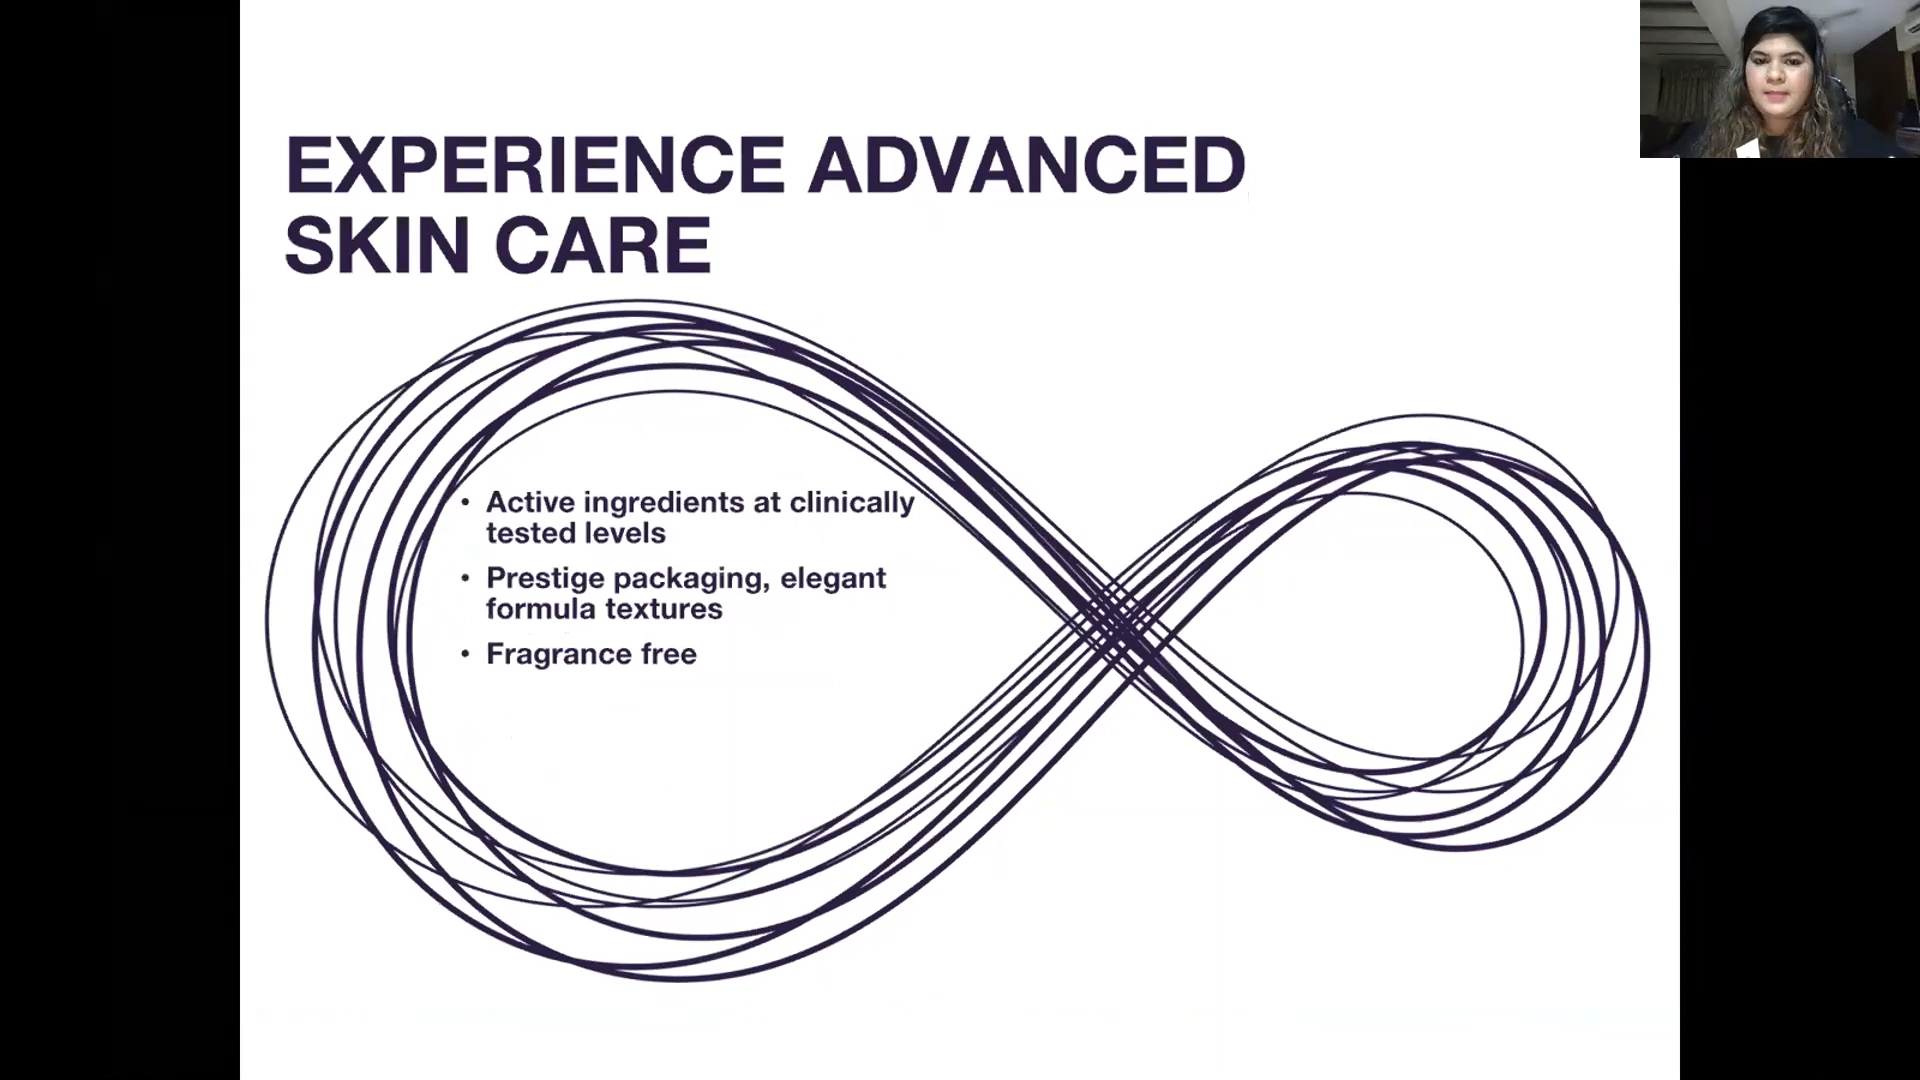 EXPERIENCE ADVANCED
SKIN CARE
• Active ingredients at clinically
tested levels
• Prestige packaging, elegant
formula textures
• Fragrance free